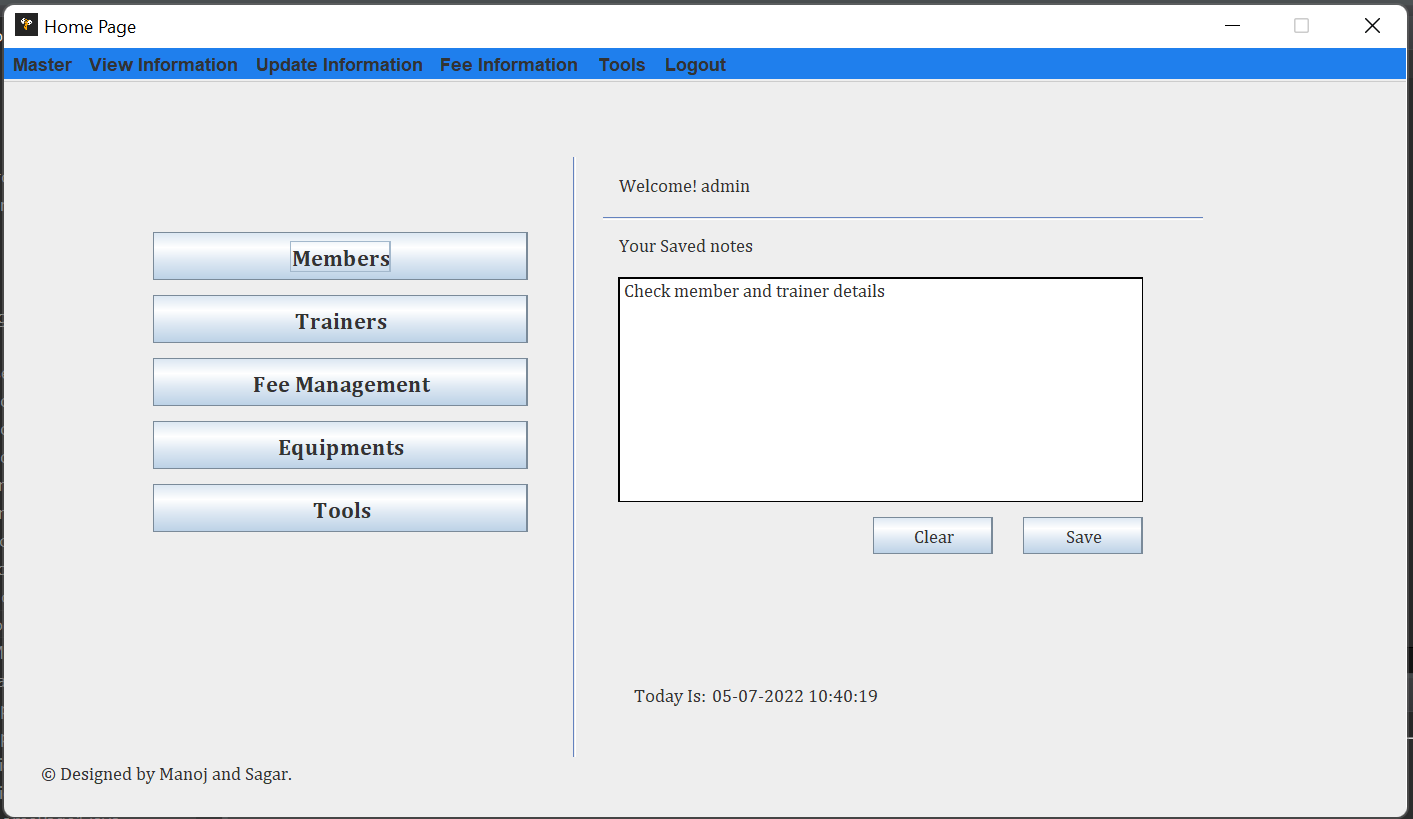 Home Page
Master View Information Update Information Fee Information Tools Logout
Members
Trainers
Fee Management
Equipments
Tools
Welcome! admin
Your Saved notes
Check member and trainer details
Clear Save
Today Is: 05-07-2022 10:40:19
© Designed by Manoj and Sagar.